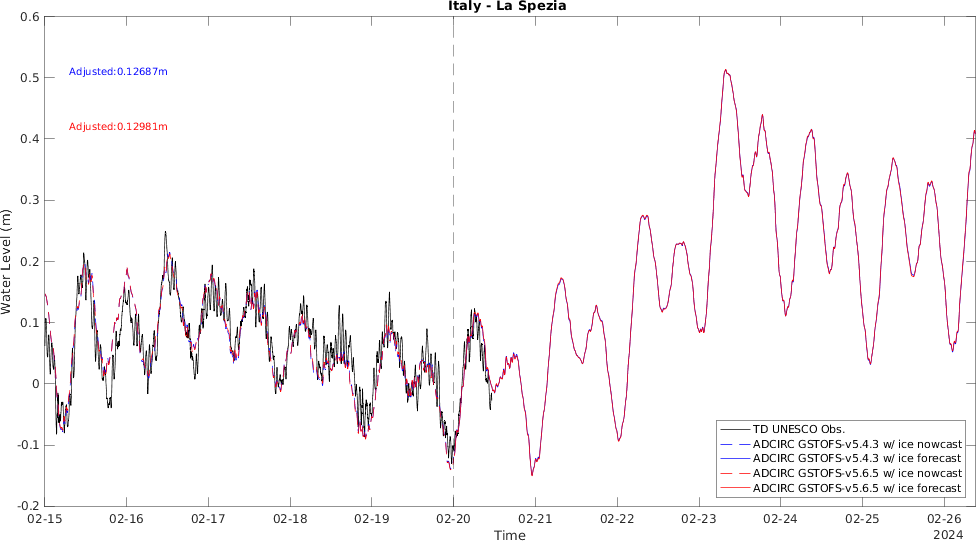 Italy - La Spezia
0.6
0.5
0.4
0.3
0.2
0.1
0
-0.1
-0.2
Water Level (m)
Adjusted:0.12687m
Adjusted:0.12981m
TD UNESCO Obs.
ADCIRC GSTOFS-v5.4.3 w/ ice nowcast
ADCIRC GSTOFS-v5.4.3 w/ ice forecast
ADCIRC GSTOFS-v5.6.5 w/ ice nowcast
ADCIRC GSTOFS-v5.6.5 w/ ice forecast
02-15 02-16 02-17 02-18 02-19 02-20 02-21 02-22 02-23 02-24 02-25 02-26
Time
2024